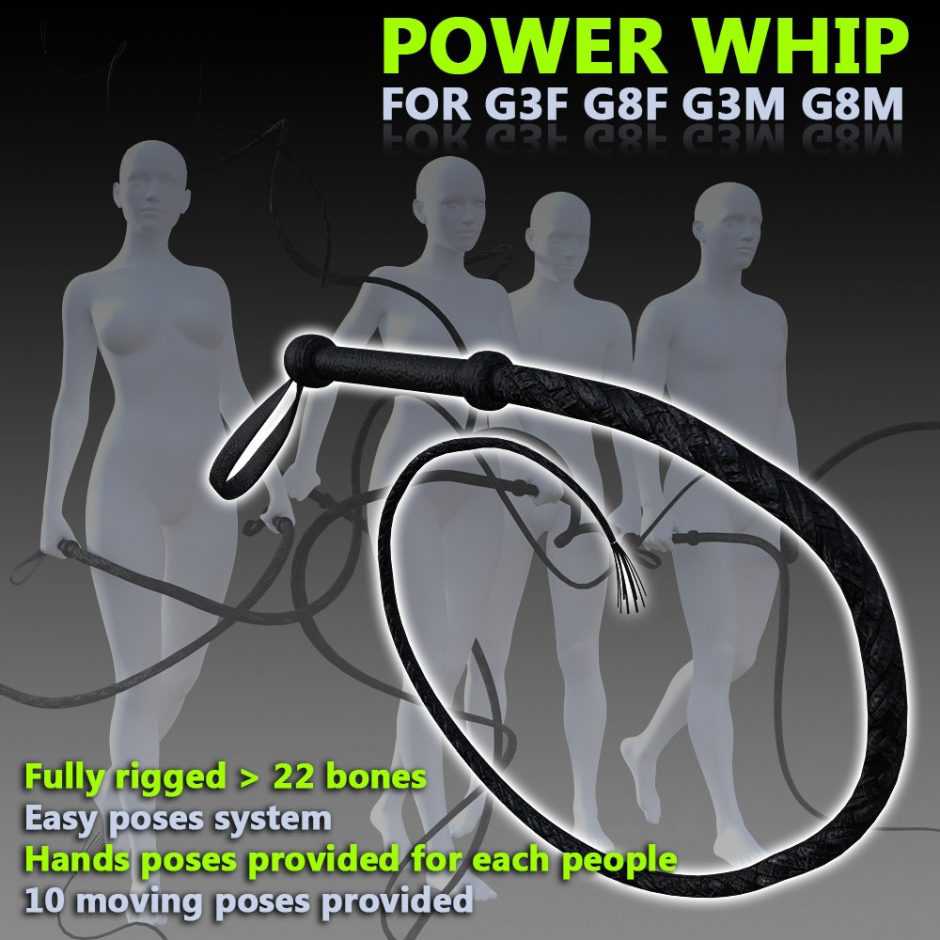 POWER WHIP
FOR G3F G8F G3M G8M
Fully rigged > 22 bones
Easy poses system
Hands poses provided for each people
10 moving poses provided